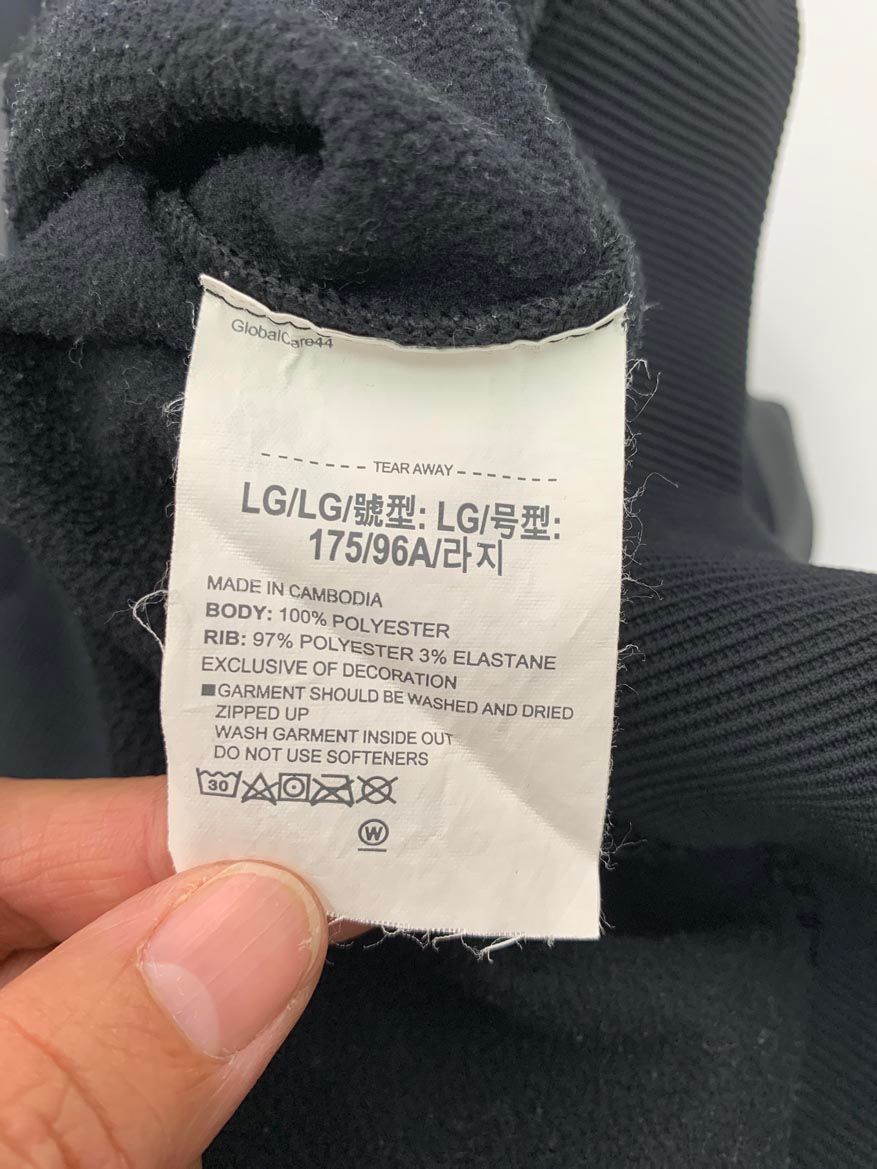 GlobalCare44
TEAR AWAY
LG/LG/號型: LG/号型:
175/96A/라지
MADE IN CAMBODIA
BODY: 100% POLYESTER
RIB: 97% POLYESTER 3% ELASTANE
EXCLUSIVE OF DECORATION
■GARMENT SHOULD BE WASHED AND DRIED
ZIPPED UP
WASH GARMENT INSIDE OUT
DO NOT USE SOFTENERS
30
W